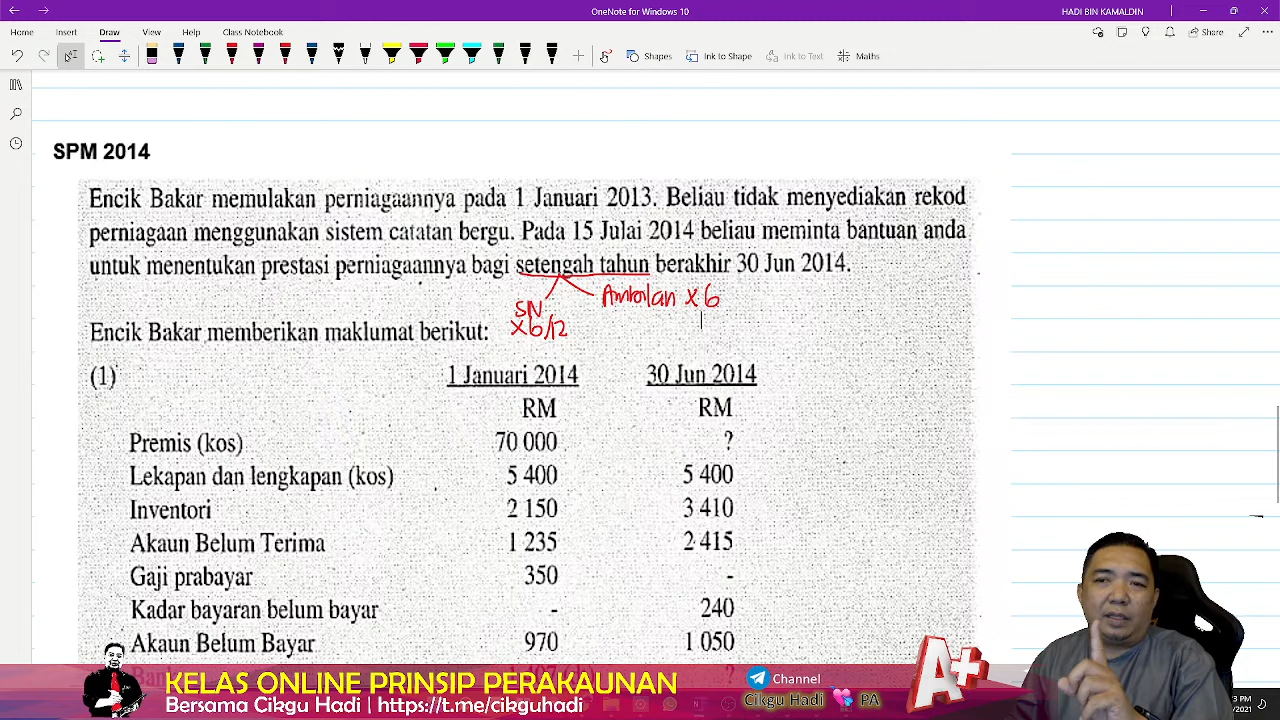 OneNote for Windows 10
HADI BIN KAMALDIN
Home Insert Draw View Help Class Notebook
Share
Shapes Ink to Shape Ink to Text Maths
SPM 2014
Encik Bakar memulakan perniagaannya pada 1 Januari 2013. Beliau tidak menyediakan rekod
perniagaan menggunakan sistem catatan bergu. Pada 15 Julai 2014 beliau meminta bantuan anda
untuk menentukan prestasi perniagaannya bagi setengah tahun berakhir 30 Jun 2014.
SN Ambilan x 6
x 6/12
Encik Bakar memberikan maklumat berikut:
(1) 1 Januari 2014 30 Jun 2014
RM RM
Premis (kos) 70 000 ?
Lekapan dan lengkapan (kos) 5 400 5 400
Inventori 2 150 3 410
Akaun Belum Terima 1 235 2 415
Gaji prabayar 350 -
Kadar bayaran belum bayar - 240
Akaun Belum Bayar 970 1 050
Bank ?
KELAS ONLINE PRINSIP PERAKAUNAN
Bersama Cikgu Hadi | https://t.me/cikguhadi
Channel
Cikgu Hadi PA
A+